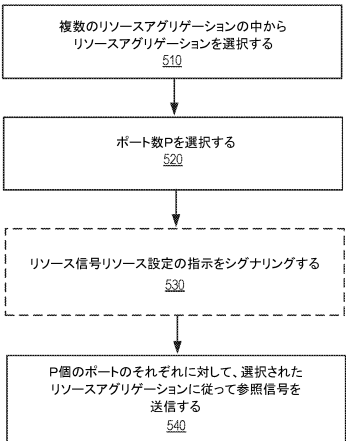 複数のリソースアグリゲーションの中から
リソースアグリゲーションを選択する
510
ポート数Pを選択する
520
リソース信号リソース設定の指示をシグナリングする
530
P個のポートのそれぞれに対して、選択された
リソースアグリゲーションに従って参照信号を
送信する
540